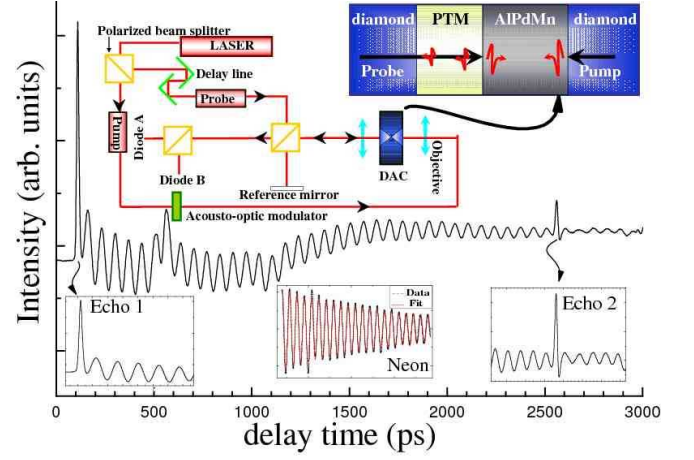 Polarized beam splitter
LASER
Delay line
Probe
Pump
Diode A
Diode B
Acousto-optic modulator
Reference mirror
DAC
Objective
diamond
PTM
AlPdMn
diamond
Probe
Pump
Intensity (arb. units)
Echo 1
Data
Fit
Neon
Echo 2
0 500 1000 1500 2000 2500 3000
delay time (ps)